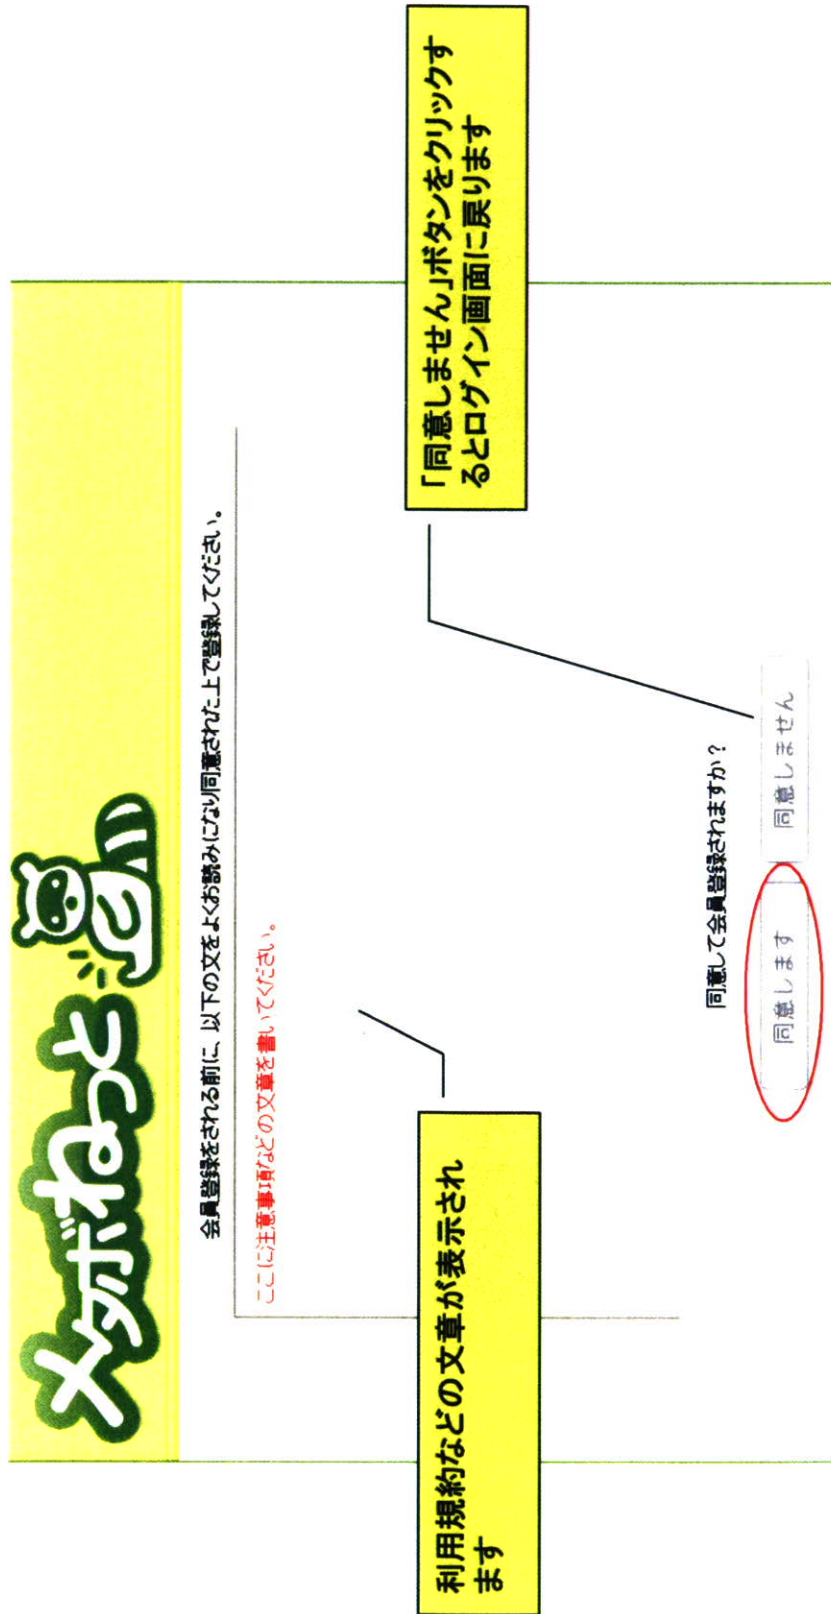 メタボねっと
会員登録をされる前に、以下の文をよくお読みになり同意された上で登録してください。
ここに注意事項などの文章を書いてください。
利用規約などの文章が表示され
ます
「同意しません」ボタンをクリックす
るとログイン画面に戻ります
同意して会員登録されますか？
同意します
同意しません